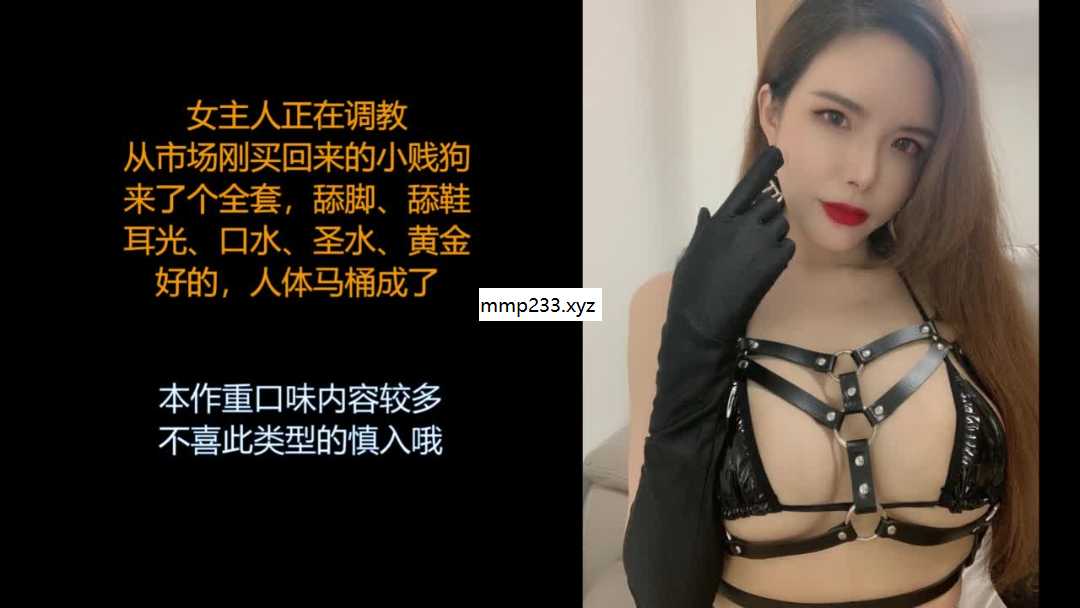 女主人正在调教
从市场刚买回来的小贱狗
来了个全套，舔脚、舔鞋
耳光、口水、圣水、黄金
好的，人体马桶成了
mmp233.xyz
本作重口味内容较多
不喜此类型的慎入哦